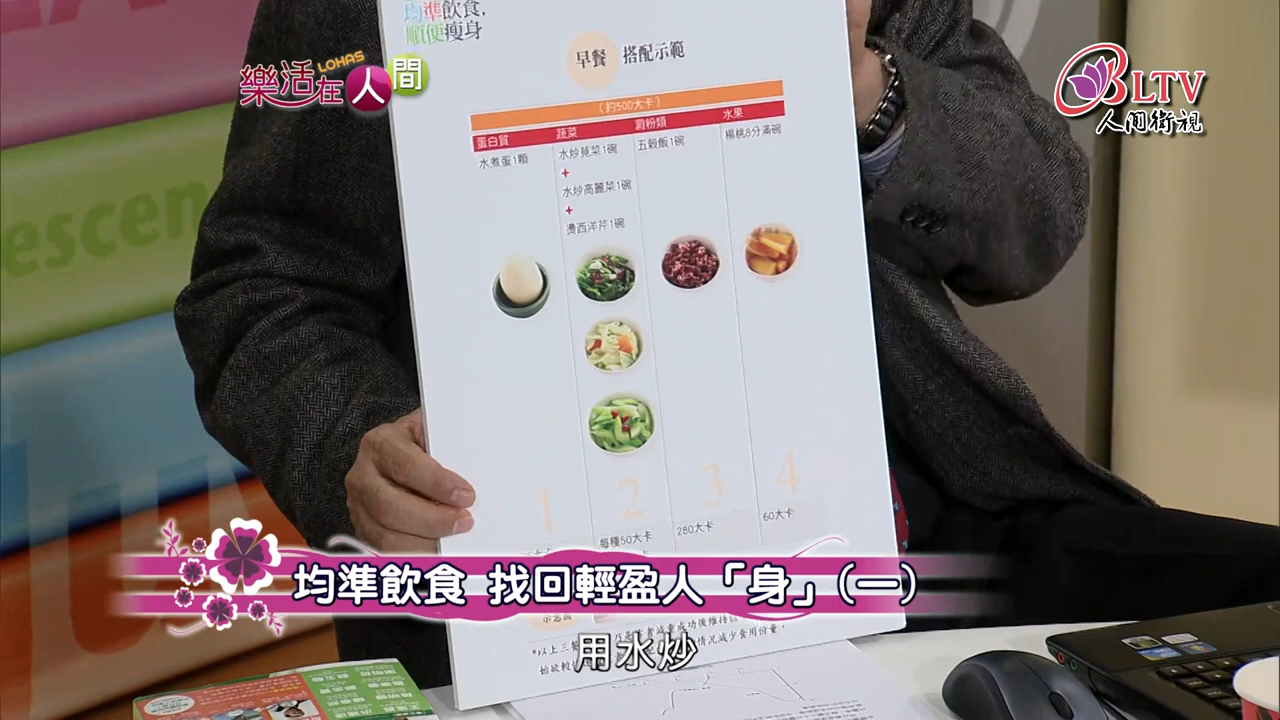 均準飲食,
順便瘦身
樂活在人間
LOHAS
BLTV
人間衛視
早餐 搭配示範
(約500大卡)
蛋白質 蔬菜 澱粉類 水果
水煮蛋1顆
水炒莧菜1碗
+
水炒高麗菜1碗
+
燙西洋芹1碗
五穀飯1碗
楊桃8分滿碗
1 2 3 4
每種50大卡
280大卡
60大卡
均準飲食 找回輕盈人「身」(一)
用水炒